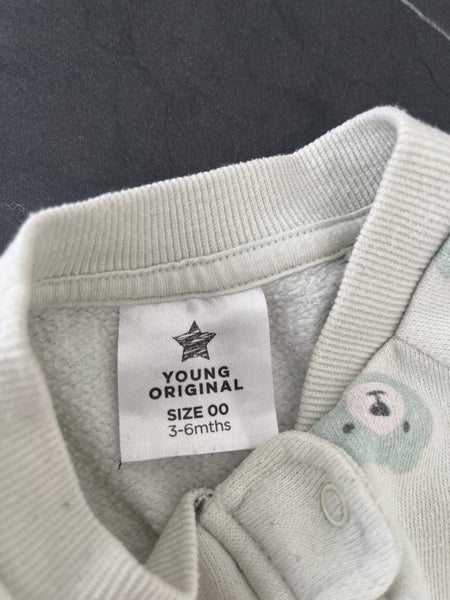 YOUNG
ORIGINAL
SIZE 00
3-6mths